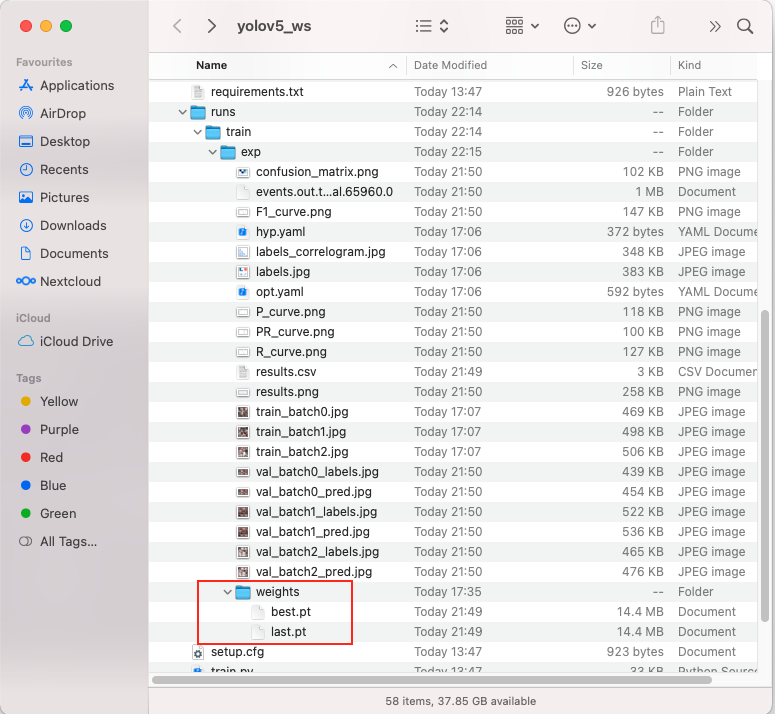 yolov5_ws
Favourites
Applications
AirDrop
Desktop
Recents
Pictures
Downloads
Documents
Nextcloud
iCloud
iCloud Drive
Tags
Yellow
Purple
Red
Blue
Green
All Tags...
Name Date Modified Size Kind
requirements.txt Today 13:47 926 bytes Plain Text
runs Today 22:14 -- Folder
train Today 22:14 -- Folder
exp Today 22:15 -- Folder
confusion_matrix.png Today 21:50 102 KB PNG image
events.out.t...al.65960.0 Today 21:50 1 MB Document
F1_curve.png Today 21:50 147 KB PNG image
hyp.yaml Today 17:06 372 bytes YAML Docume
labels_correlogram.jpg Today 17:06 348 KB JPEG image
labels.jpg Today 17:06 383 KB JPEG image
opt.yaml Today 17:06 592 bytes YAML Docume
P_curve.png Today 21:50 118 KB PNG image
PR_curve.png Today 21:50 100 KB PNG image
R_curve.png Today 21:50 127 KB PNG image
results.csv Today 21:49 3 KB CSV Documen
results.png Today 21:50 258 KB PNG image
train_batch0.jpg Today 17:07 469 KB JPEG image
train_batch1.jpg Today 17:07 498 KB JPEG image
train_batch2.jpg Today 17:07 506 KB JPEG image
val_batch0_labels.jpg Today 21:50 439 KB JPEG image
val_batch0_pred.jpg Today 21:50 454 KB JPEG image
val_batch1_labels.jpg Today 21:50 522 KB JPEG image
val_batch1_pred.jpg Today 21:50 536 KB JPEG image
val_batch2_labels.jpg Today 21:50 465 KB JPEG image
val_batch2_pred.jpg Today 21:50 476 KB JPEG image
weights Today 17:35 -- Folder
best.pt Today 21:49 14.4 MB Document
last.pt Today 21:49 14.4 MB Document
setup.cfg Today 13:47 923 bytes Document
train.py Today 13:47 33 KB Python Sourc
58 items, 37.85 GB available